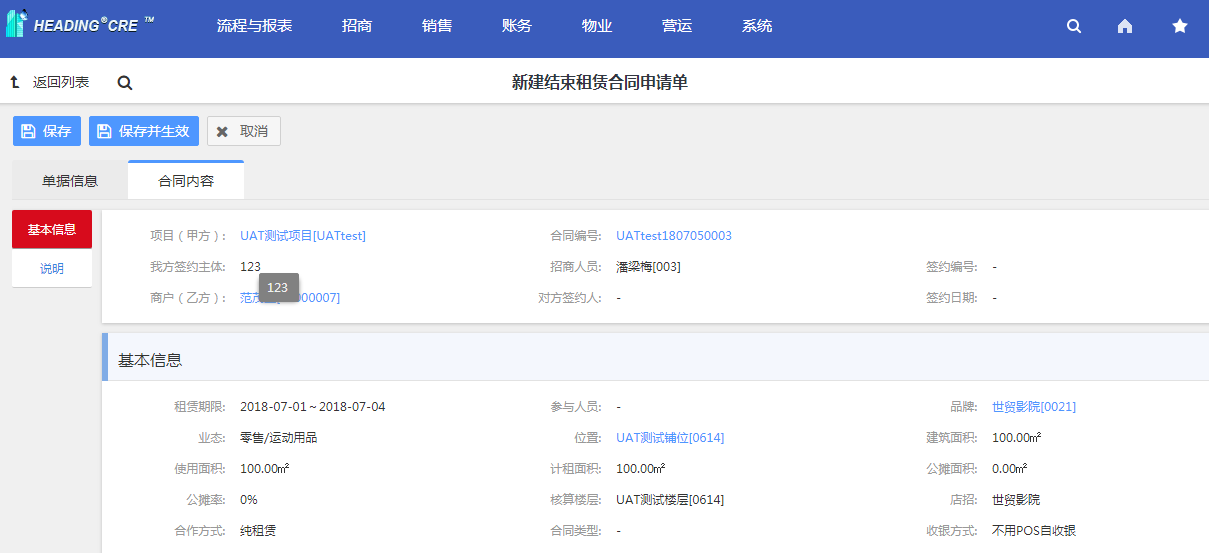 HEADING®CRE ™ 流程与报表 招商 销售 账务 物业 营运 系统
返回列表 新建结束租赁合同申请单
保存 保存并生效 取消
单据信息 合同内容
基本信息
说明
项目（甲方）: UAT测试项目[UATtest] 合同编号: UATtest1807050003
我方签约主体: 123 招商人员: 潘梁梅[003] 签约编号: -
123
商户（乙方）: 00007] 对方签约人: - 签约日期: -
基本信息
租赁期限: 2018-07-01 ~ 2018-07-04 参与人员: - 品牌: 世贸影院[0021]
业态: 零售/运动用品 位置: UAT测试铺位[0614] 建筑面积: 100.00㎡
使用面积: 100.00㎡ 计租面积: 100.00㎡ 公摊面积: 0.00㎡
公摊率: 0% 核算楼层: UAT测试楼层[0614] 店招: 世贸影院
合作方式: 纯租赁 合同类型: - 收银方式: 不用POS自收银